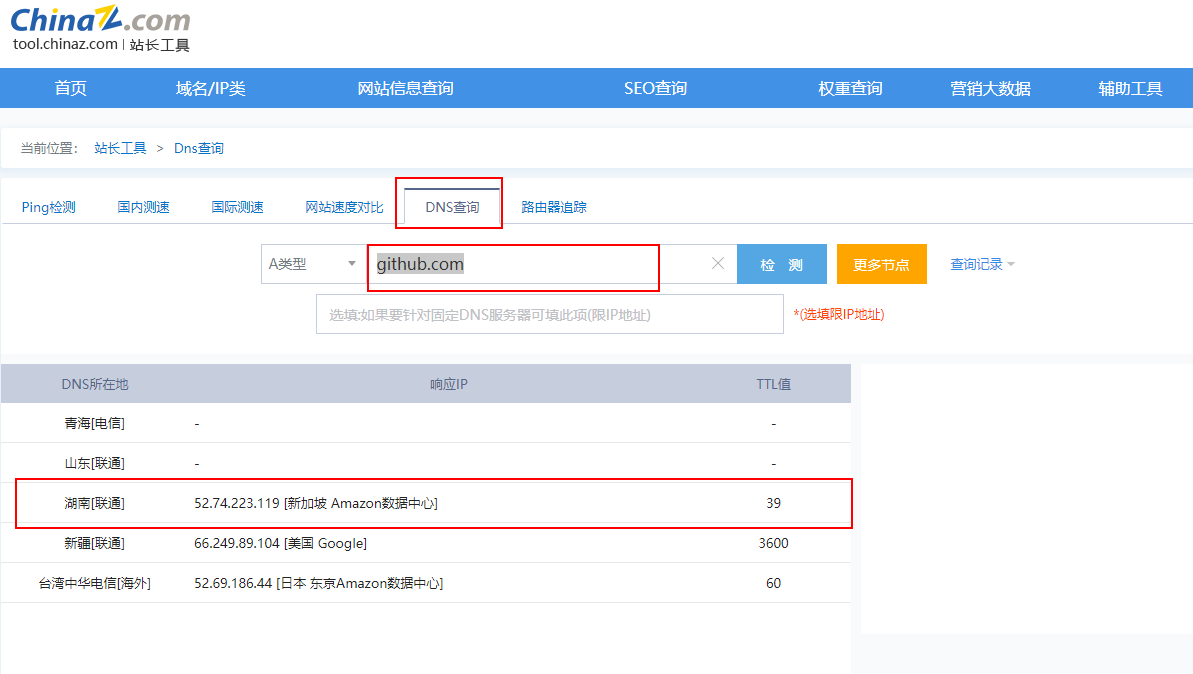 ChinaZ.com
tool.chinaz.com | 站长工具
首页 域名/IP类 网站信息查询 SEO查询 权重查询 营销大数据 辅助工具
当前位置： 站长工具 > Dns查询
Ping检测 国内测速 国际测速 网站速度对比 DNS查询 路由器追踪
A类型 github.com 检 测 更多节点 查询记录
选填:如果要针对固定DNS服务器可填此项(限IP地址) *(选填限IP地址)
DNS所在地 响应IP TTL值
青海[电信] - -
山东[联通] - -
湖南[联通] 52.74.223.119 [新加坡 Amazon数据中心] 39
新疆[联通] 66.249.89.104 [美国 Google] 3600
台湾中华电信[海外] 52.69.186.44 [日本 东京Amazon数据中心] 60